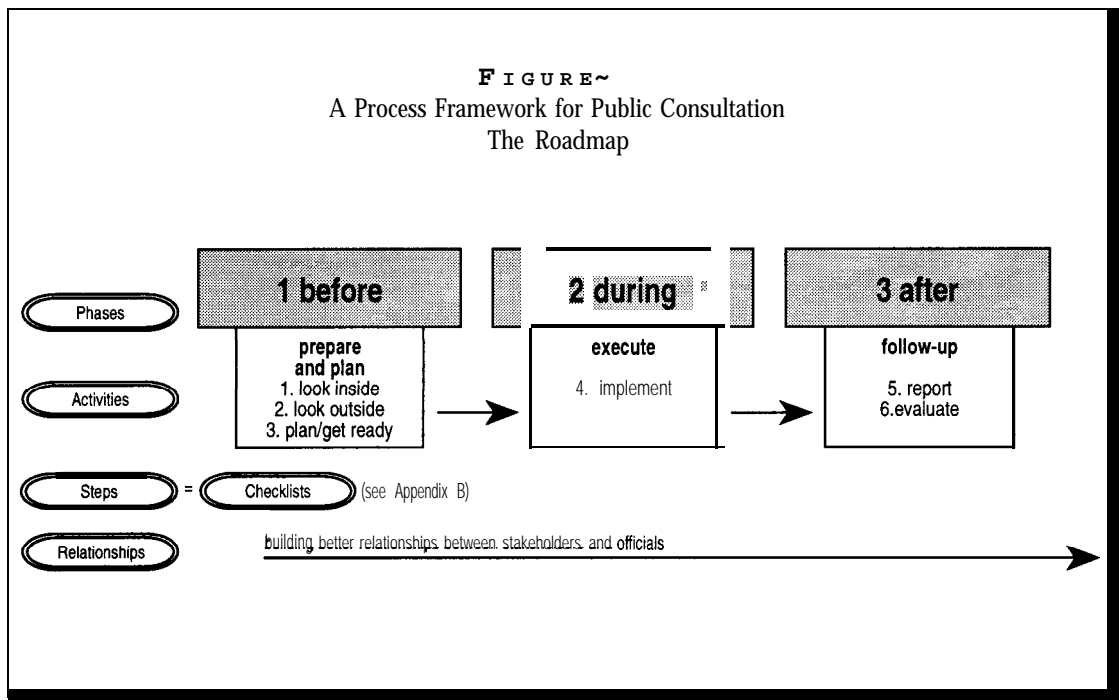 FIGURE~
A Process Framework for Public Consultation
The Roadmap
Phases
1 before
2 during
3 after
Activities
prepare
and plan
1. look inside
2. look outside
3. plan/get ready
execute
4. implement
follow-up
5. report
6.evaluate
Steps = Checklists (see Appendix B)
Relationships
building better relationships between stakeholders and officials